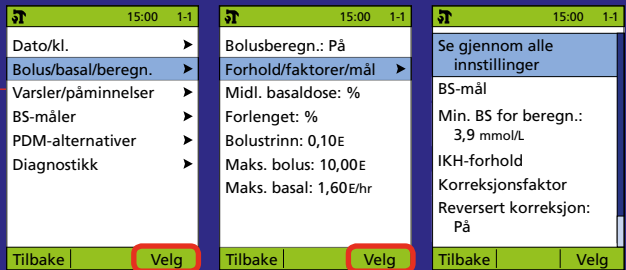 15:00 1-1
Dato/kl.
Bolus/basal/beregn.
Varsler/påminnelser
BS-måler
PDM-alternativer
Diagnostikk
Tilbake Velg
15:00 1-1
Bolusberegn.: På
Forhold/faktorer/mål
Midl. basaldose: %
Forlenget: %
Bolustrinn: 0,10E
Maks. bolus: 10,00E
Maks. basal: 1,60E/hr
Tilbake Velg
15:00 1-1
Se gjennom alle
innstillinger
BS-mål
Min. BS for beregn.:
3,9 mmol/L
IKH-forhold
Korreksjonsfaktor
Reversert korreksjon:
På
Tilbake Velg